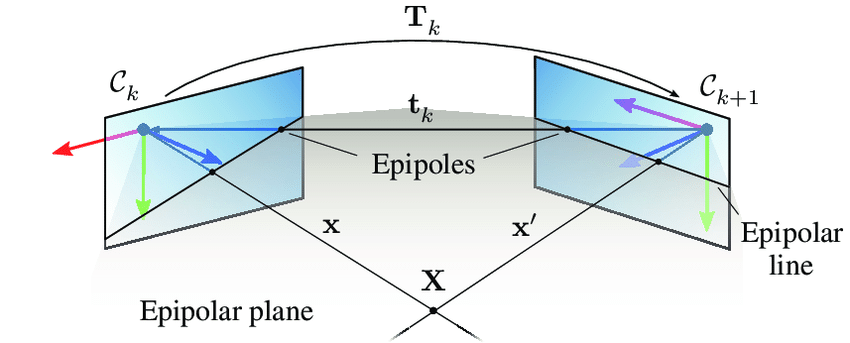 T_k
C_k
C_{k+1}
t_k
Epipoles
x
x′
Epipolar
line
X
Epipolar plane